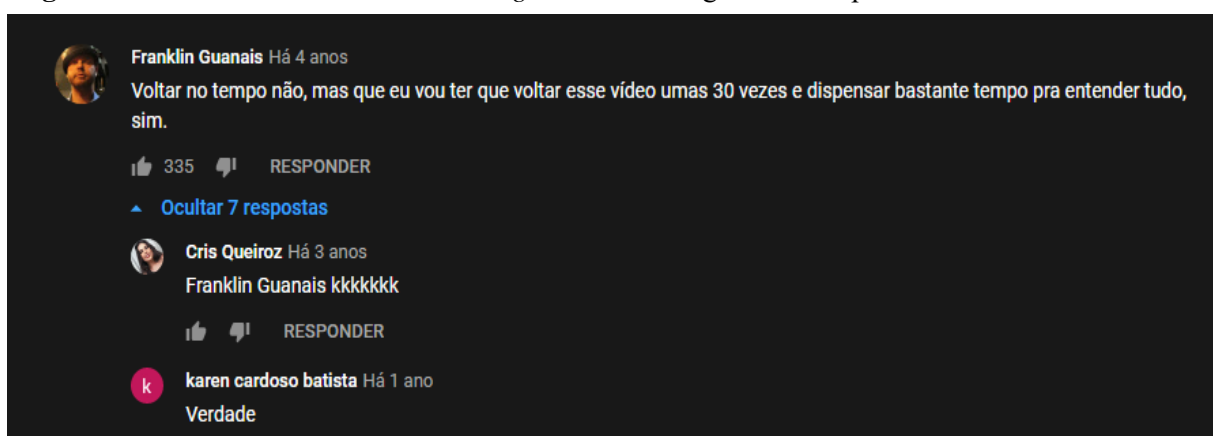 Franklin Guanais Há 4 anos
Voltar no tempo não, mas que eu vou ter que voltar esse vídeo umas 30 vezes e dispensar bastante tempo pra entender tudo,
sim.
335 RESPONDER
Ocultar 7 respostas
Cris Queiroz Há 3 anos
Franklin Guanais kkkkkkk
RESPONDER
k karen cardoso batista Há 1 ano
Verdade